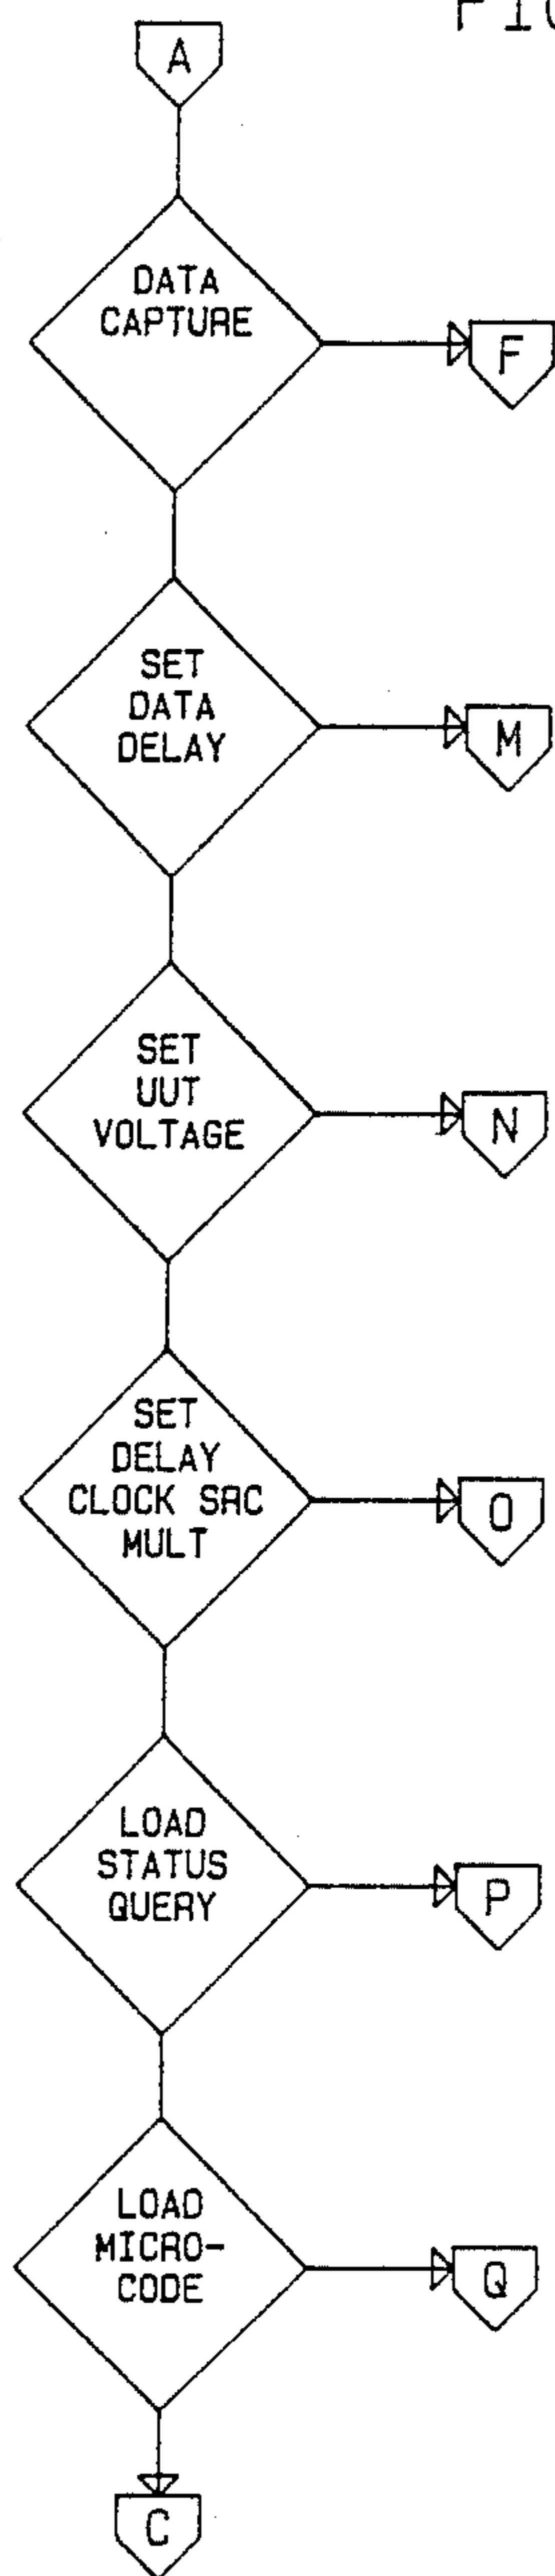 A
DATA
CAPTURE
F
SET
DATA
DELAY
M
SET
UUT
VOLTAGE
N
SET
DELAY
CLOCK SRC
MULT
O
LOAD
STATUS
QUERY
P
LOAD
MICRO-
CODE
Q
C